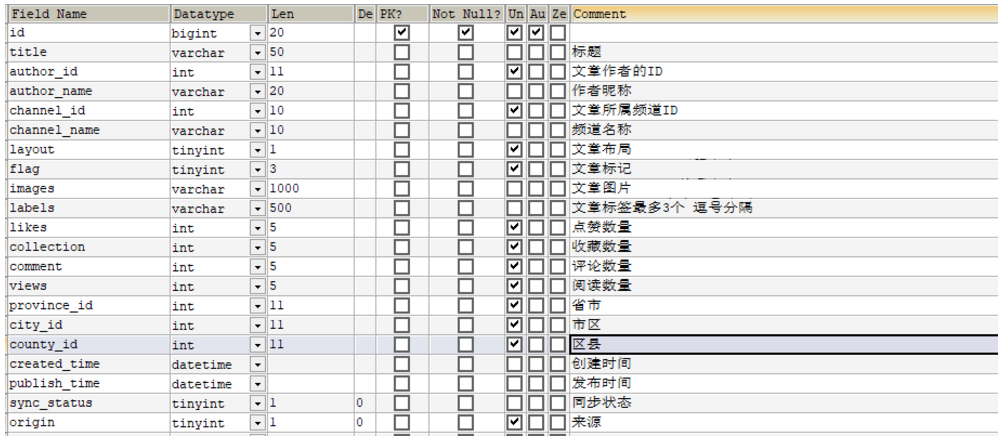 Field Name Datatype Len De PK? Not Null? Un Au Ze Comment
id bigint 20
title varchar 50 标题
author_id int 11 文章作者的ID
author_name varchar 20 作者昵称
channel_id int 10 文章所属频道ID
channel_name varchar 10 频道名称
layout tinyint 1 文章布局
flag tinyint 3 文章标记
images varchar 1000 文章图片
labels varchar 500 文章标签最多3个 逗号分隔
likes int 5 点赞数量
collection int 5 收藏数量
comment int 5 评论数量
views int 5 阅读数量
province_id int 11 省市
city_id int 11 市区
county_id int 11 区县
created_time datetime 创建时间
publish_time datetime 发布时间
sync_status tinyint 1 0 同步状态
origin tinyint 1 0 来源